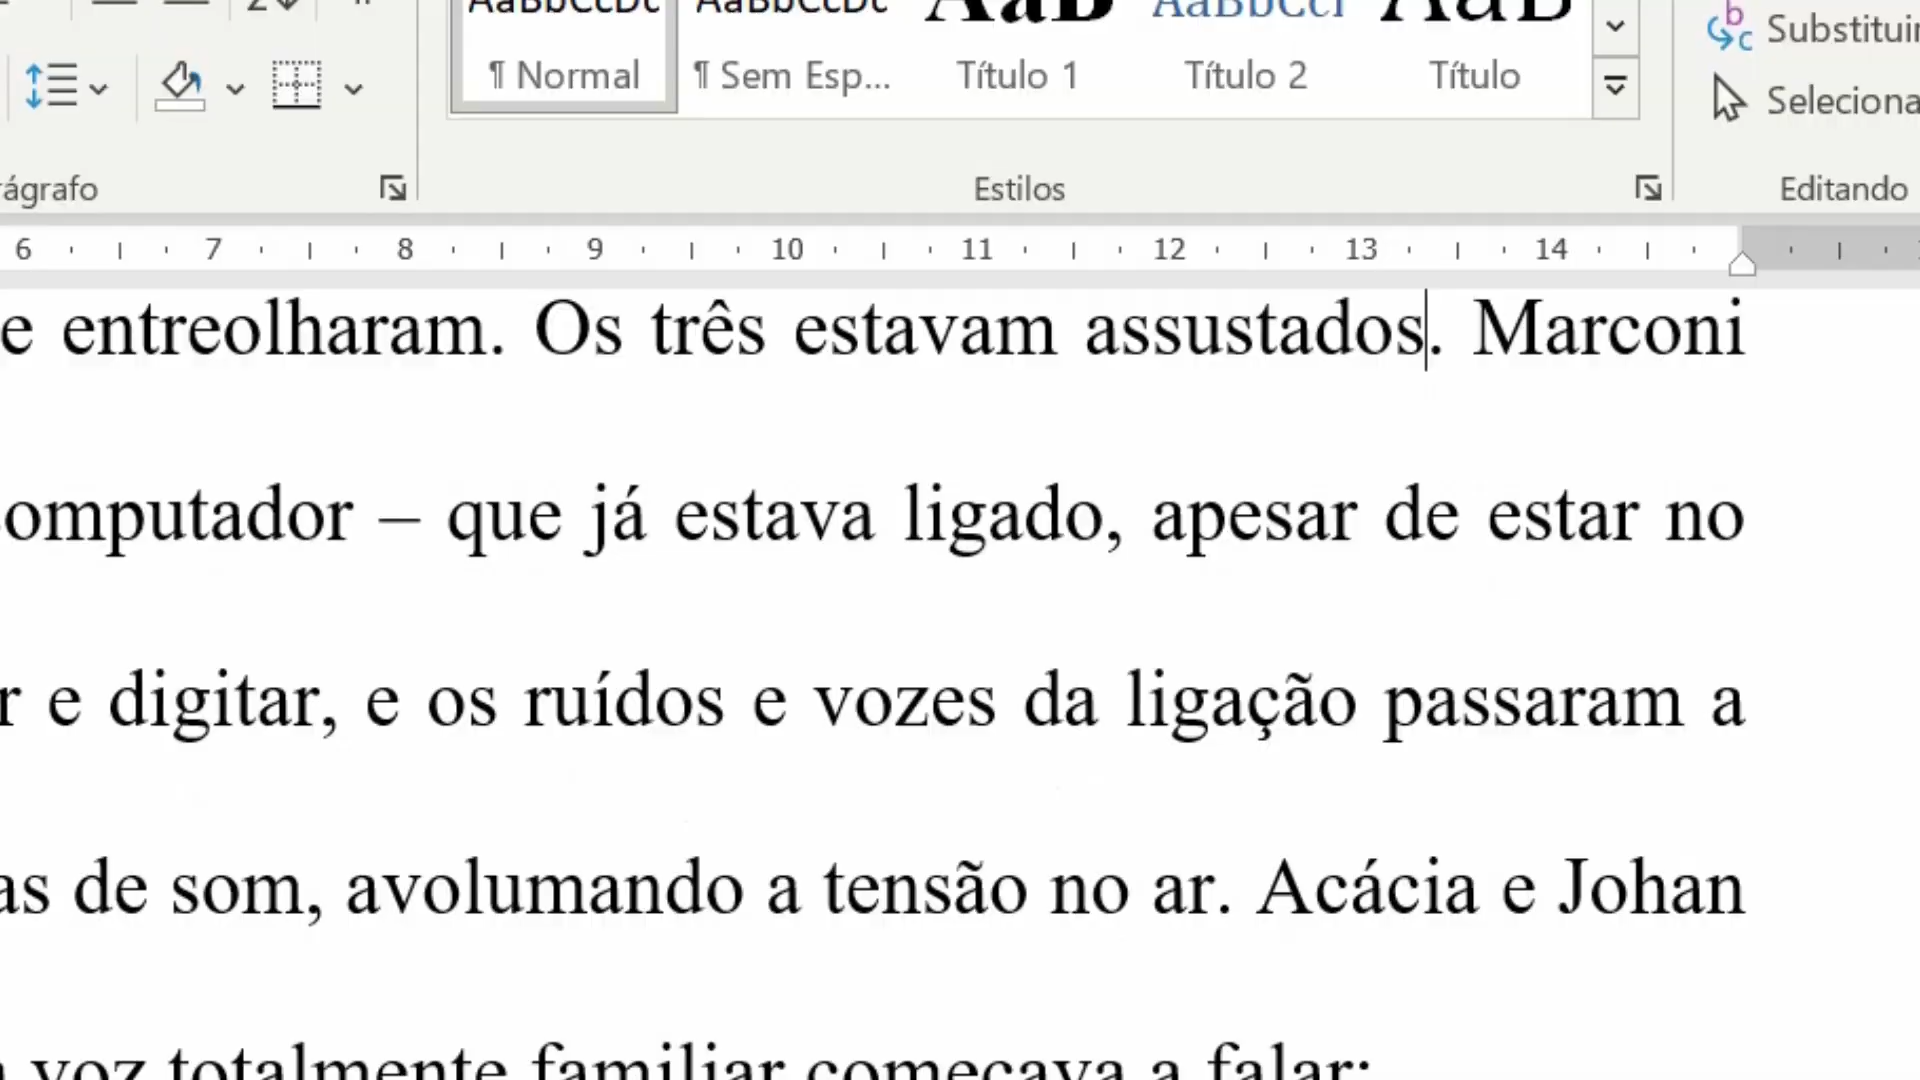 AaBbCcDc AaBbCcDc AaB AaBbCcI AaB
¶ Normal ¶ Sem Esp... Título 1 Título 2 Título
Substituir
Seleciona
Estilos Editando
6 7 8 9 10 11 12 13 14
e entreolharam. Os três estavam assustados. Marconi
omputador – que já estava ligado, apesar de estar no
r e digitar, e os ruídos e vozes da ligação passaram a
as de som, avolumando a tensão no ar. Acácia e Johan
voz totalmente familiar começava a falar: